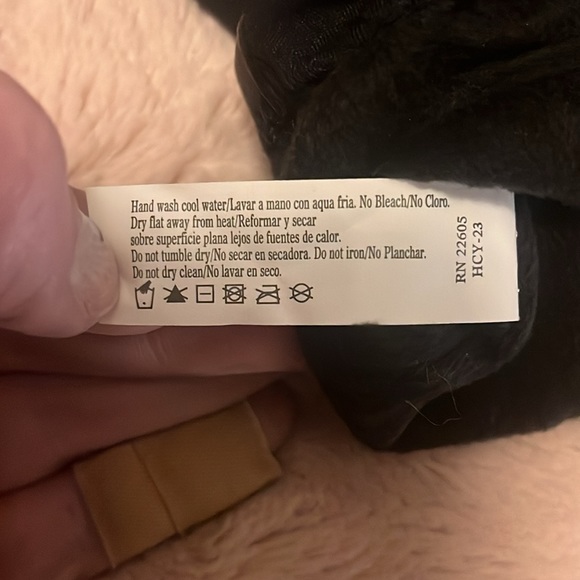 Hand wash cool water/Lavar a mano con aqua fria. No Bleach/No Cloro.
Dry flat away from heat/Reformar y secar
sobre superficie plana lejos de fuentes de calor.
Do not tumble dry/No secar en secadora. Do not iron/No Planchar.
Do not dry clean/No lavar en seco.
RN 22605
HCY-23